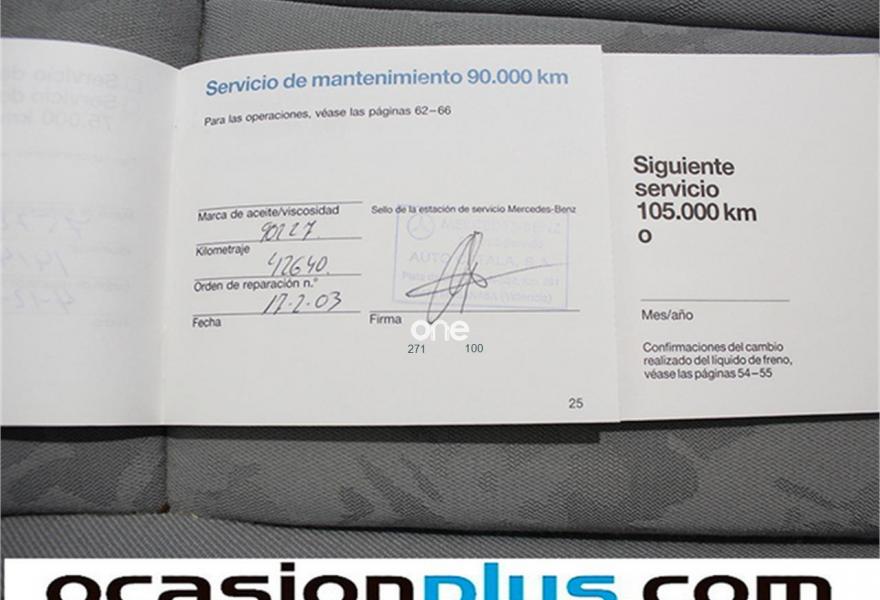 Servicio de mantenimiento 90.000 km
Para las operaciones, véase las páginas 62–66
Marca de aceite/viscosidad
90227.
Kilometraje
42640.
Orden de reparación n.°
17-2-03
Fecha
Sello de la estación de servicio Mercedes-Benz
MERCEDES-BENZ
Firma
one
271 100
25
Siguiente
servicio
105.000 km
o
Mes/año
Confirmaciones del cambio
realizado del líquido de freno,
véase las páginas 54–55
ocasionplus.com